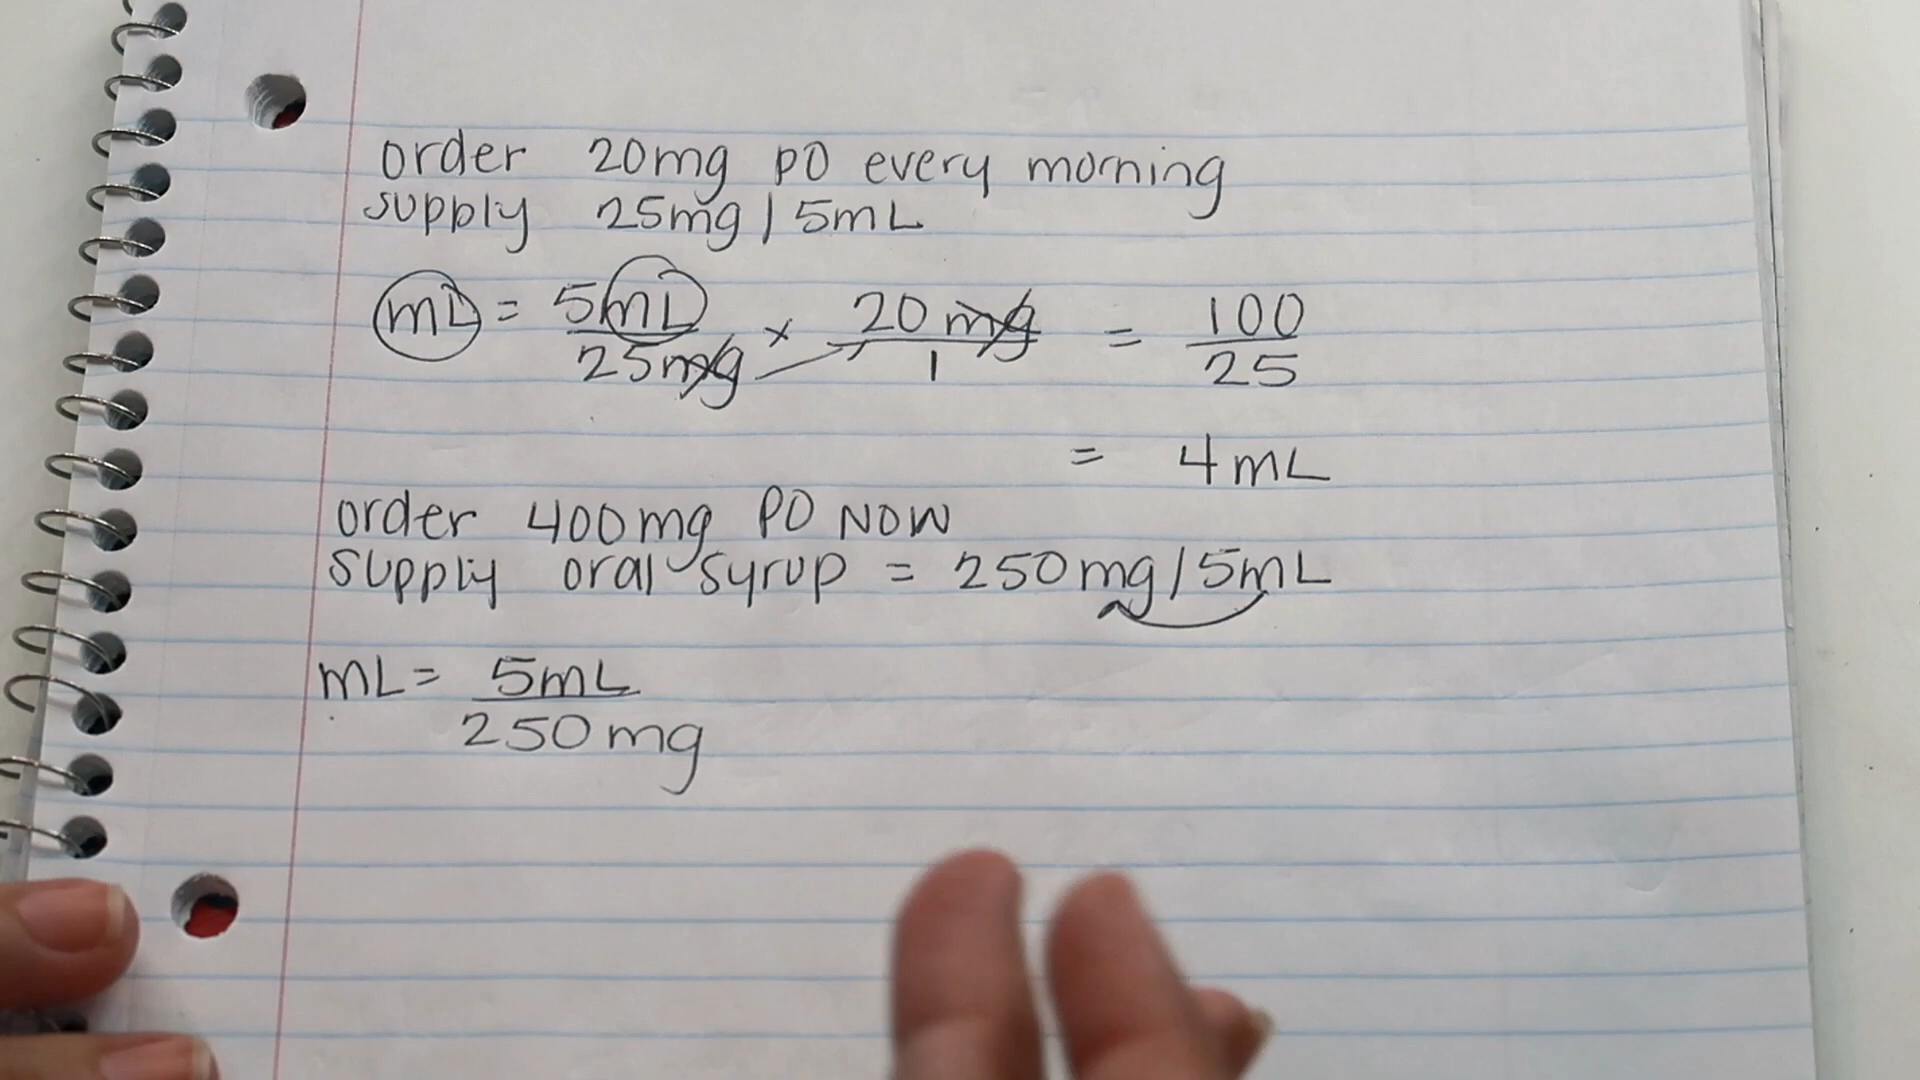 order 20mg PO every morning
supply 25mg/5mL
mL = 5mL/25mg × 20mg/1 = 100/25
= 4mL
order 400mg PO NOW
supply oral syrup = 250mg/5mL
mL = 5mL/250mg